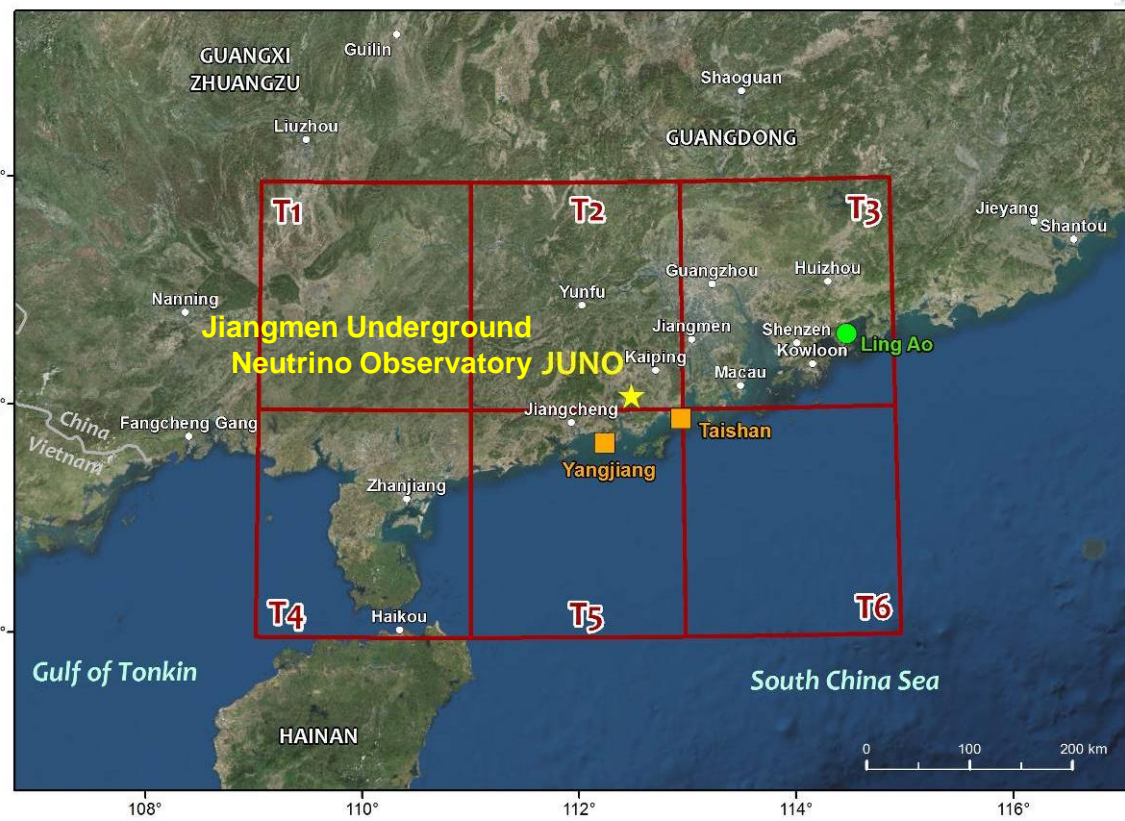 Guilin
GUANGXI
ZHUANGZU
Shaoguan
Liuzhou
GUANGDONG
T1
T2
T3
Jieyang
Shantou
Guangzhou
Huizhou
Nanning
Yunfu
Jiangmen Underground
Neutrino Observatory JUNO
Jiangmen
Shenzen
Ling Ao
Kowloon
Kaiping
Macau
Jiangcheng
Taishan
China
Vietnam
Fangcheng Gang
Yangjiang
Zhanjiang
T4
Haikou
T5
T6
Gulf of Tonkin
South China Sea
HAINAN
0 100 200 km
108° 110° 112° 114° 116°